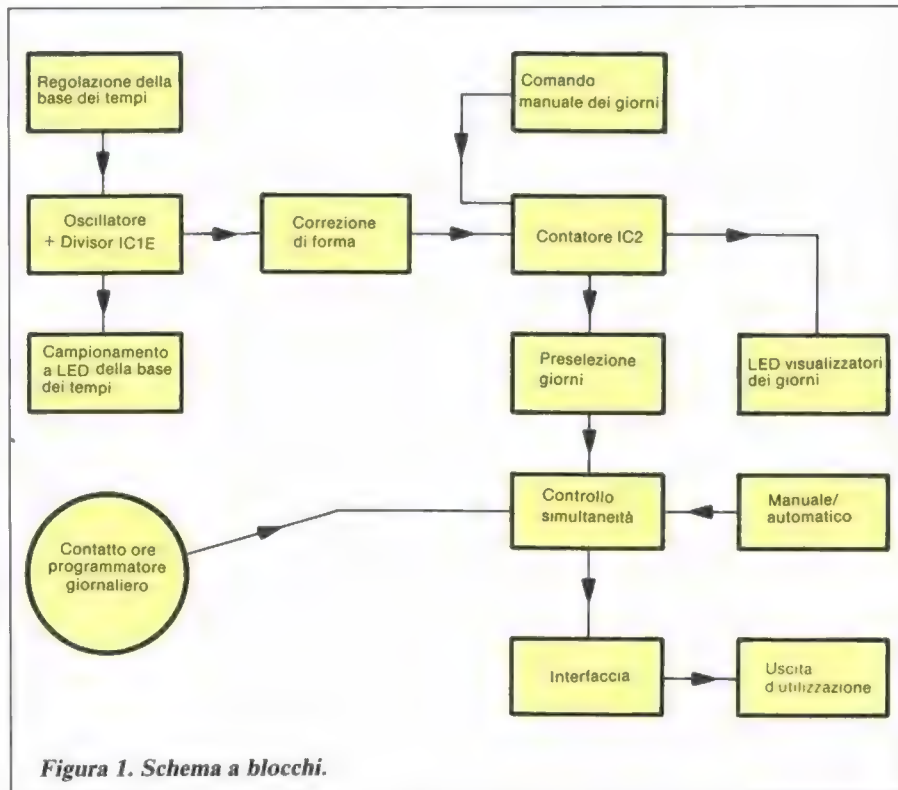 Regolazione della
base dei tempi
Comando
manuale dei giorni
Oscillatore
+ Divisor IC1E
Correzione
di forma
Contatore IC2
Campionamento
a LED della base
dei tempi
Preselezione
giorni
LED visualizzatori
dei giorni
Contatto ore
programmatore
giornaliero
Controllo
simultaneità
Manuale/
automatico
Interfaccia
Uscita
d'utilizzazione
Figura 1. Schema a blocchi.